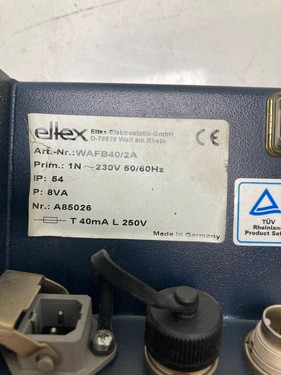 eltex
Eltex-Elektrostatik-GmbH
D-79576 Weil am Rhein
CE
Art.-Nr.:WAFB40/2A
Prim.: 1N ~230V 50/60Hz
IP: 54
P: 8VA
Nr.: A85026
T 40mA L 250V
Made in Germany
TÜV
Rheinland
Product Safety